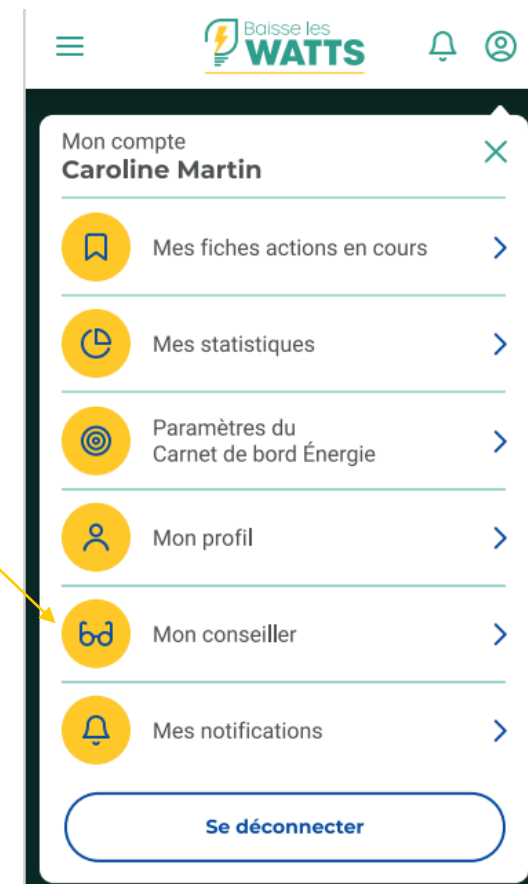 Baisse les
WATTS
Mon compte
Caroline Martin
Mes fiches actions en cours
Mes statistiques
Paramètres du
Carnet de bord Énergie
Mon profil
Mon conseiller
Mes notifications
Se déconnecter